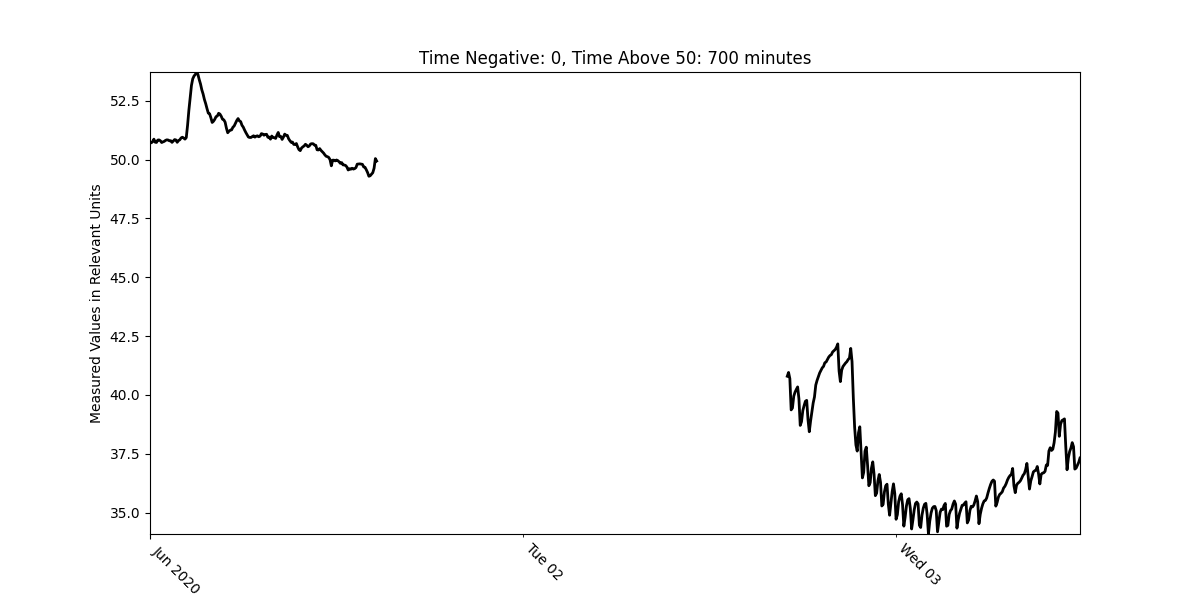 Time Negative: 0, Time Above 50: 700 minutes
Measured Values in Relevant Units
52.5
50.0
47.5
45.0
42.5
40.0
37.5
35.0
Jun 2020
Tue 02
Wed 03